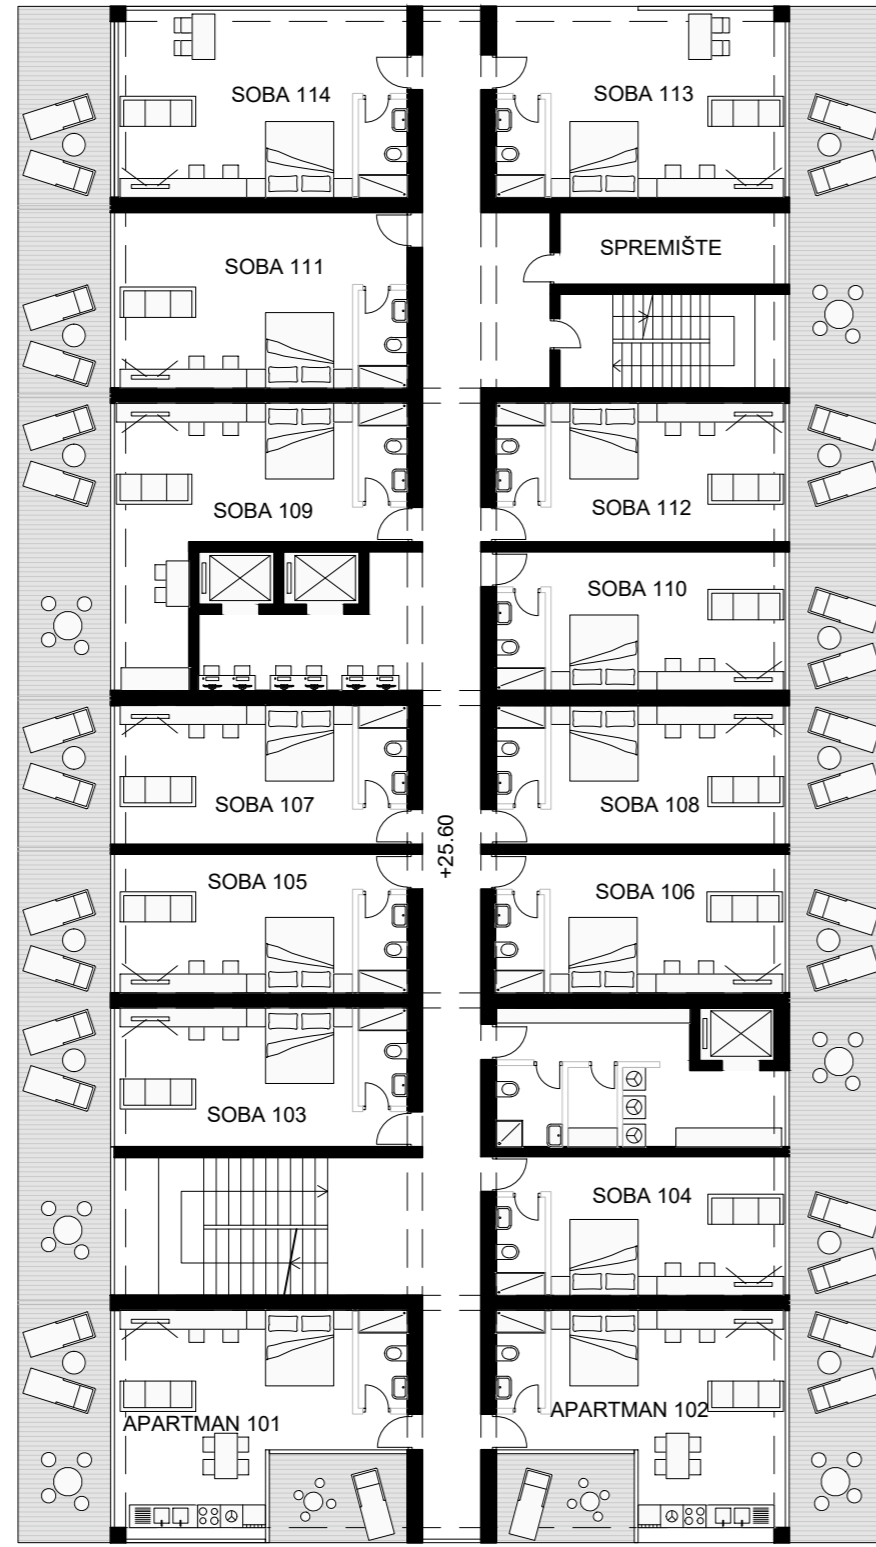 SOBA 114
SOBA 113
SOBA 111
SPREMIŠTE
SOBA 109
SOBA 112
SOBA 110
SOBA 107
SOBA 108
+25.60
SOBA 105
SOBA 106
SOBA 103
SOBA 104
APARTMAN 101
APARTMAN 102